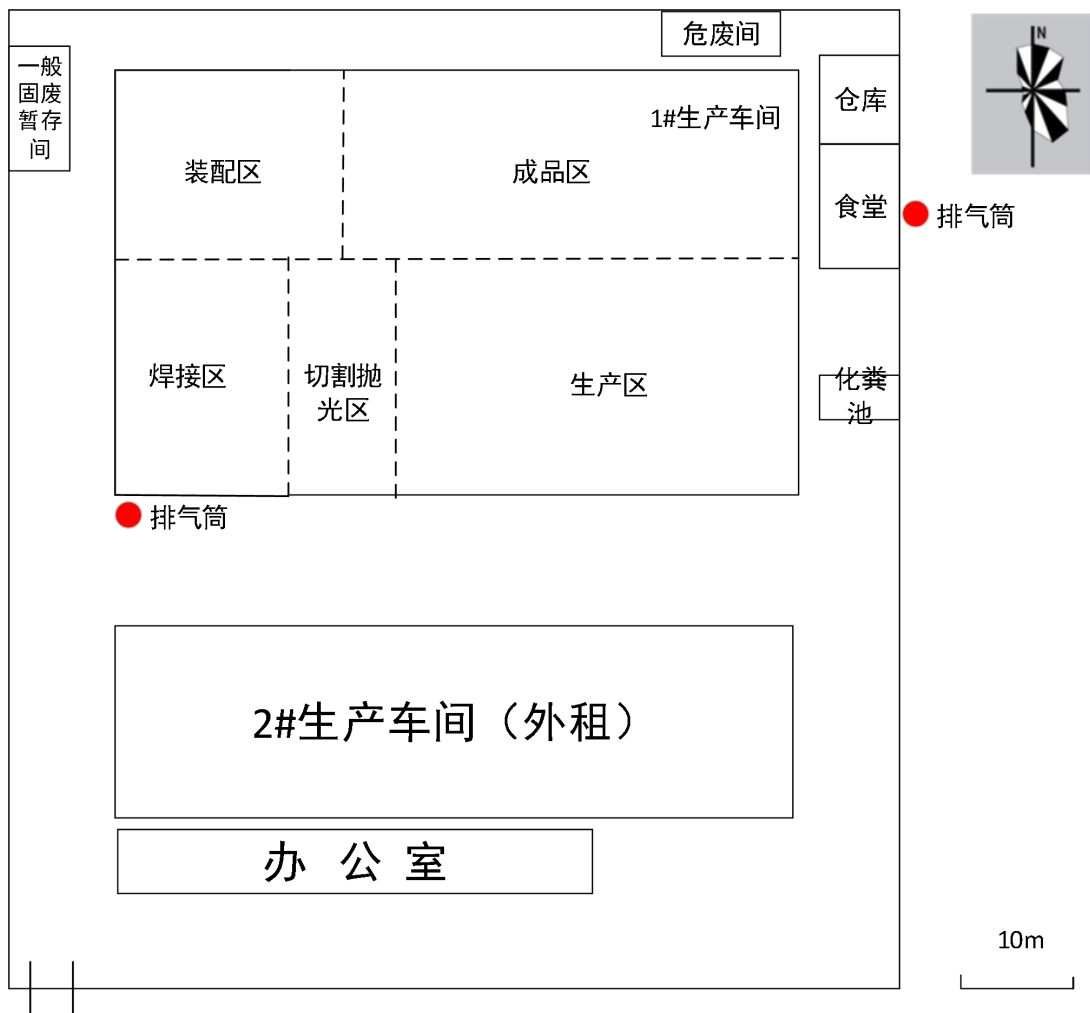 危废间
N
一般
固废
暂存
间
仓库
1#生产车间
装配区
成品区
食堂
排气筒
焊接区
切割抛
光区
生产区
化粪
池
排气筒
2#生产车间（外租）
办 公 室
10m